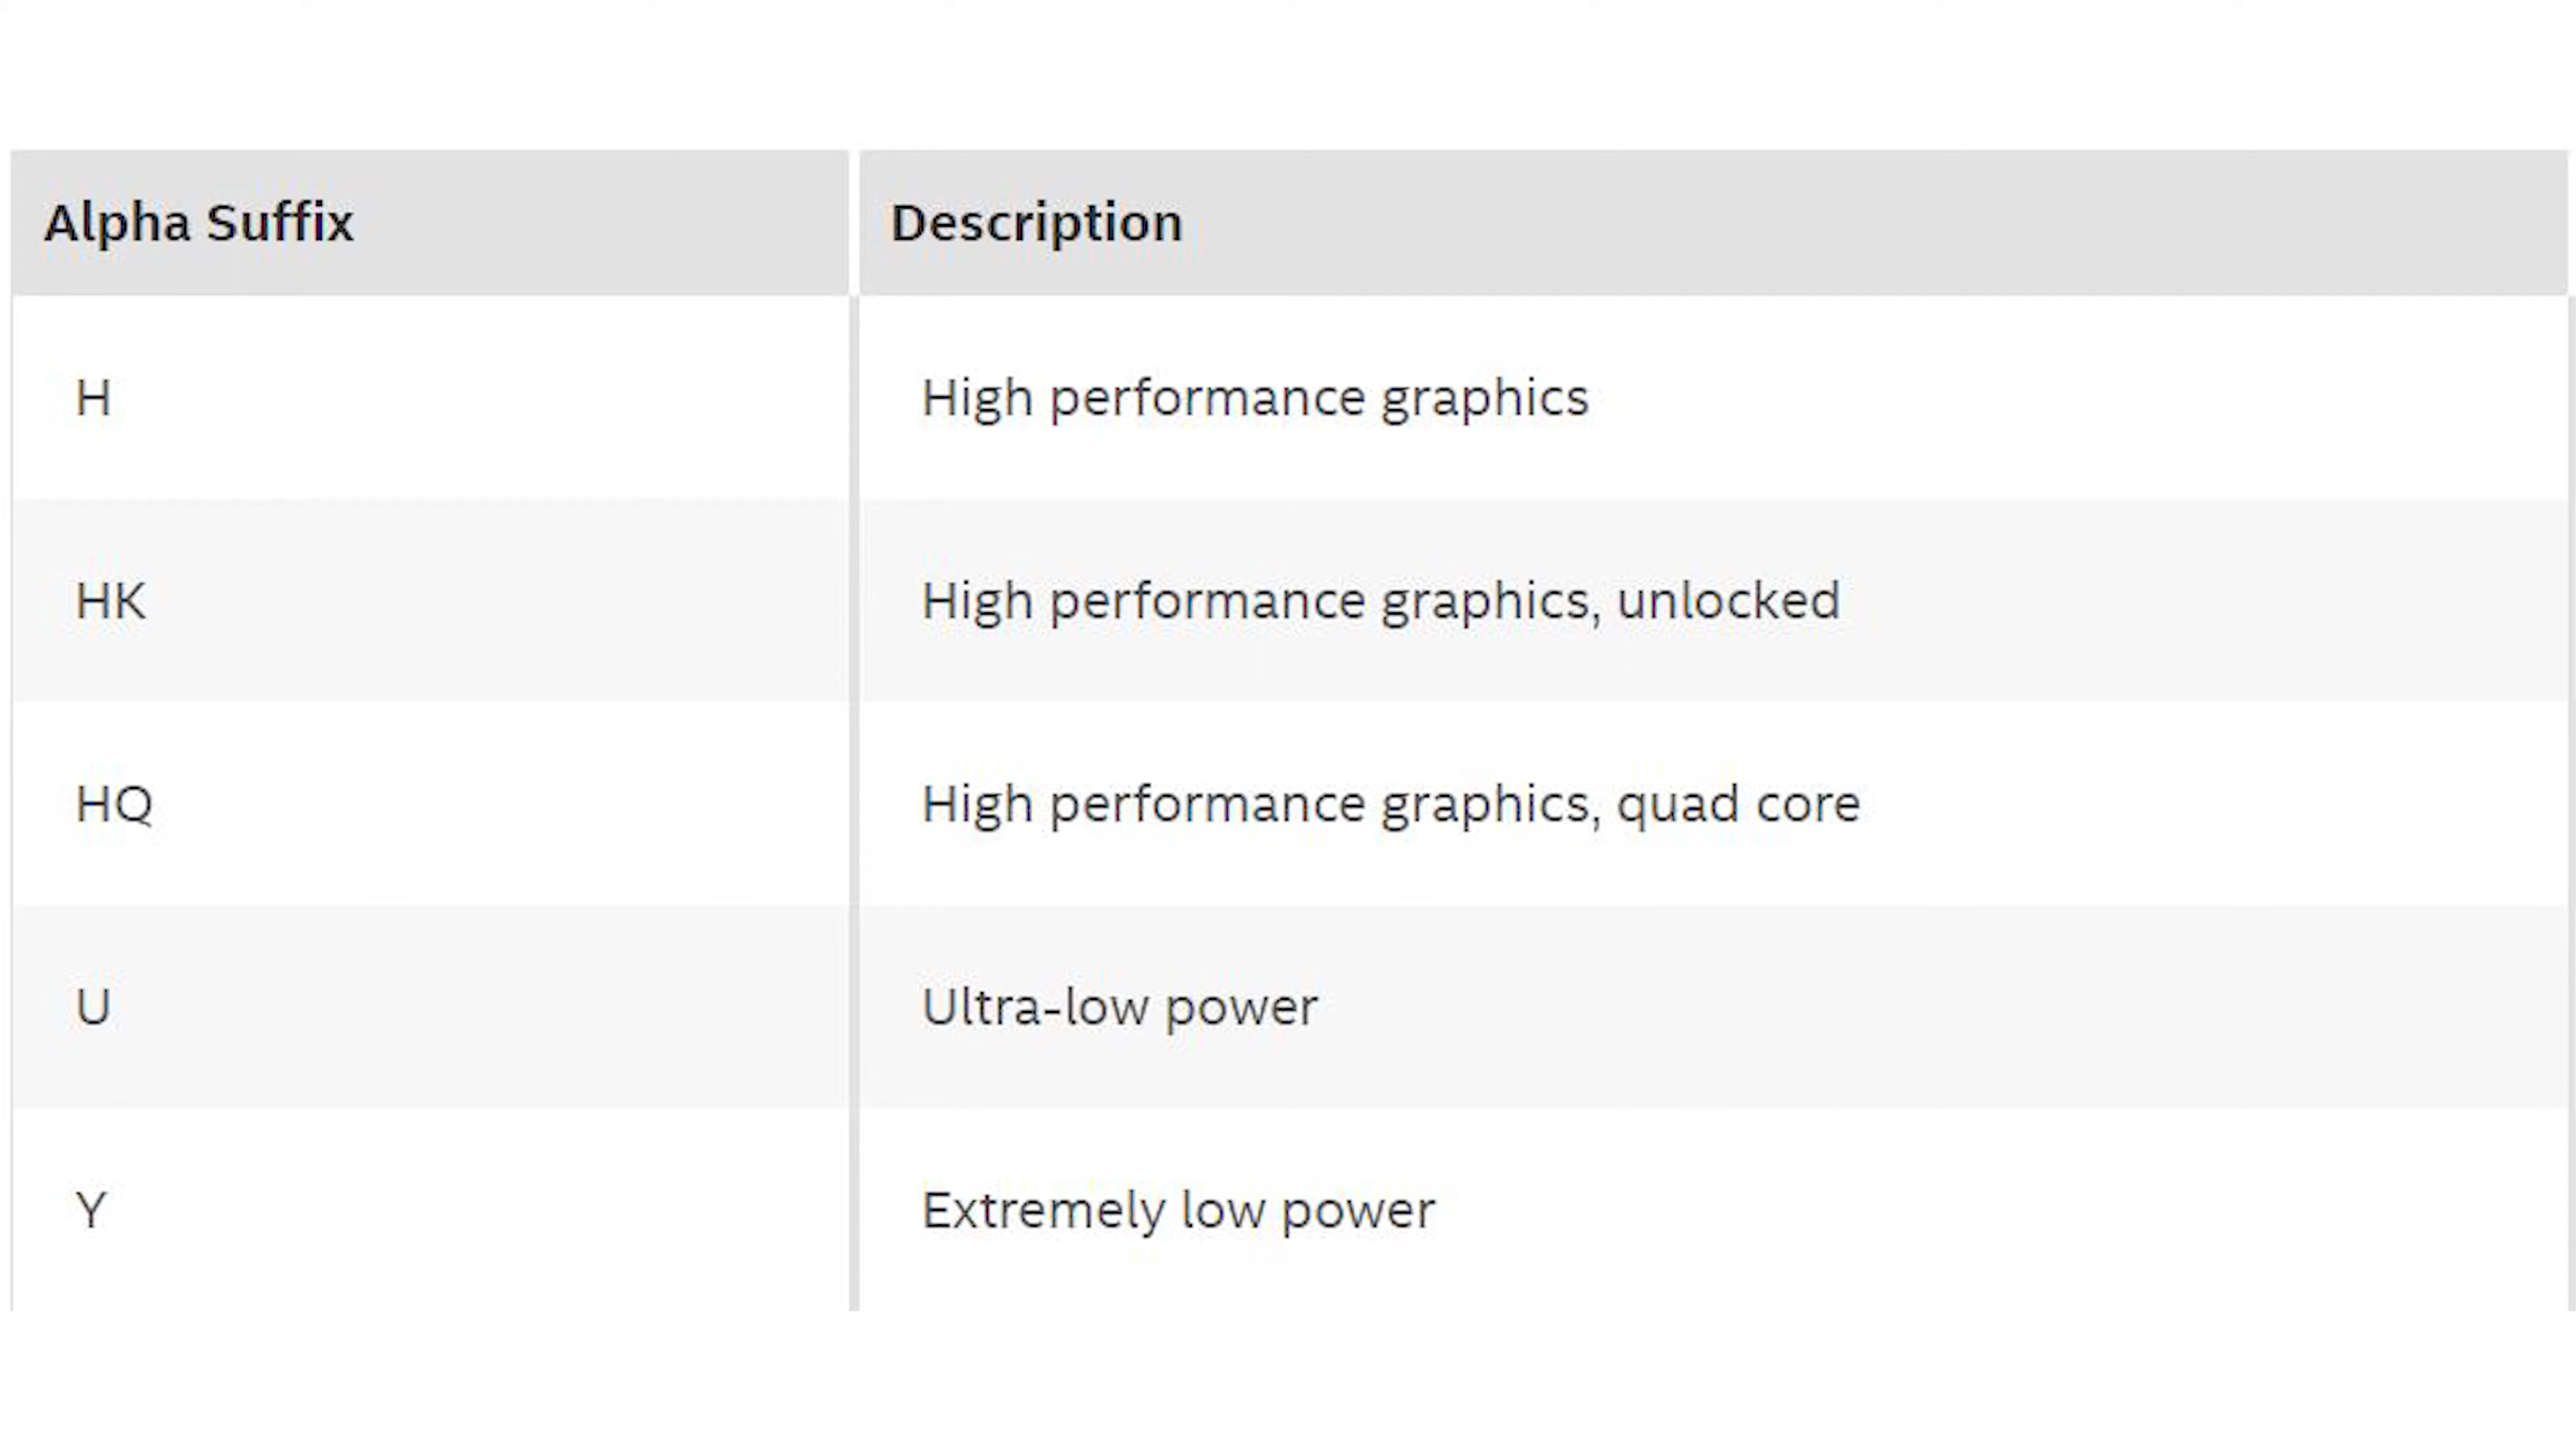 Alpha Suffix Description
H High performance graphics
HK High performance graphics, unlocked
HQ High performance graphics, quad core
U Ultra-low power
Y Extremely low power